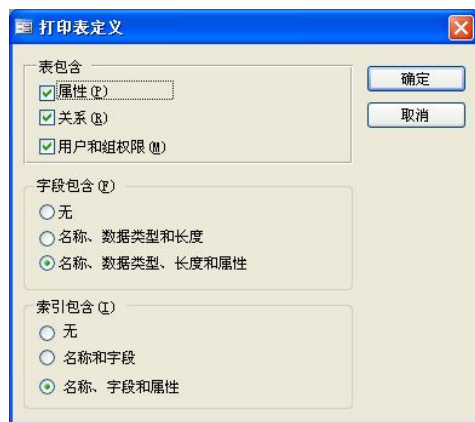 打印表定义
表包含
属性(P)
关系(R)
用户和组权限(M)
确定
取消
字段包含(F)
无
名称、数据类型和长度
名称、数据类型、长度和属性
索引包含(I)
无
名称和字段
名称、字段和属性